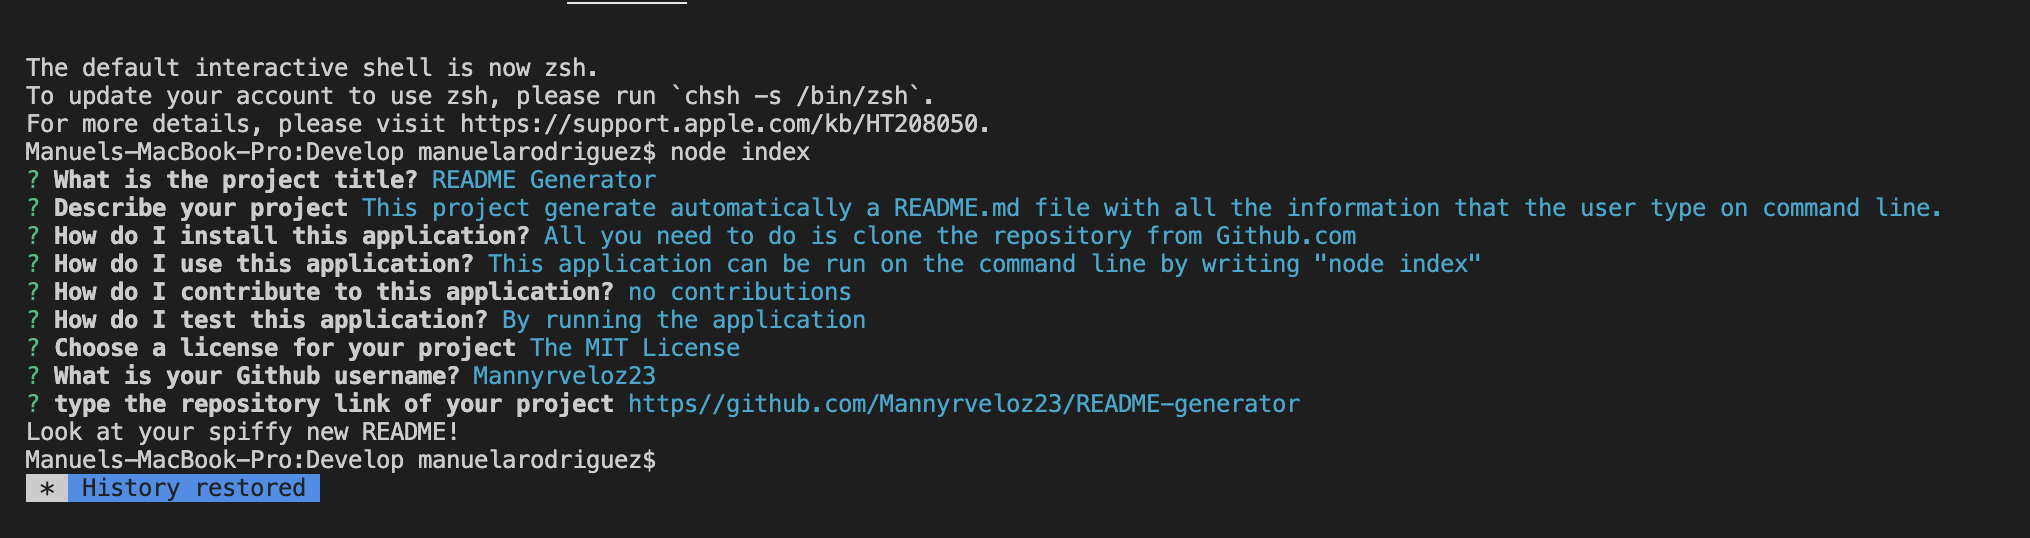 The default interactive shell is now zsh.
To update your account to use zsh, please run `chsh -s /bin/zsh`.
For more details, please visit https://support.apple.com/kb/HT208050.
Manuels-MacBook-Pro:Develop manuelarodriguez$ node index
? What is the project title? README Generator
? Describe your project This project generate automatically a README.md file with all the information that the user type on command line.
? How do I install this application? All you need to do is clone the repository from Github.com
? How do I use this application? This application can be run on the command line by writing "node index"
? How do I contribute to this application? no contributions
? How do I test this application? By running the application
? Choose a license for your project The MIT License
? What is your Github username? Mannyrveloz23
? type the repository link of your project https//github.com/Mannyrveloz23/README-generator
Look at your spiffy new README!
Manuels-MacBook-Pro:Develop manuelarodriguez$
* History restored